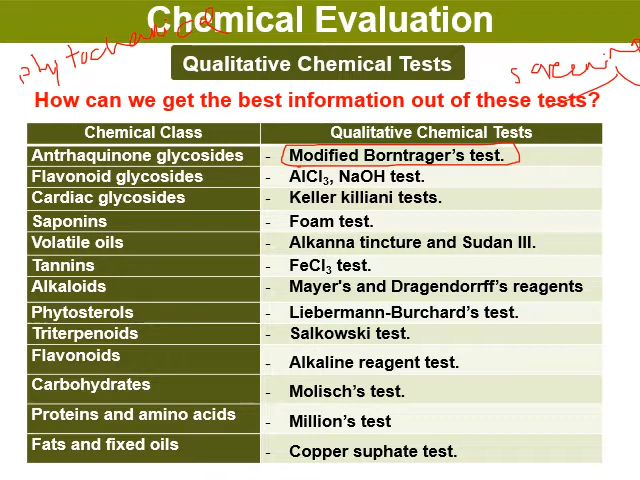 Chemical Evaluation
phytochemical
Qualitative Chemical Tests
screening
How can we get the best information out of these tests?
Chemical Class Qualitative Chemical Tests
Antrhaquinone glycosides - Modified Borntrager's test.
Flavonoid glycosides - AlCl₃, NaOH test.
Cardiac glycosides - Keller killiani tests.
Saponins - Foam test.
Volatile oils - Alkanna tincture and Sudan III.
Tannins - FeCl₃ test.
Alkaloids - Mayer's and Dragendorrff's reagents
Phytosterols - Liebermann-Burchard's test.
Triterpenoids - Salkowski test.
Flavonoids - Alkaline reagent test.
Carbohydrates - Molisch's test.
Proteins and amino acids - Million's test
Fats and fixed oils - Copper suphate test.